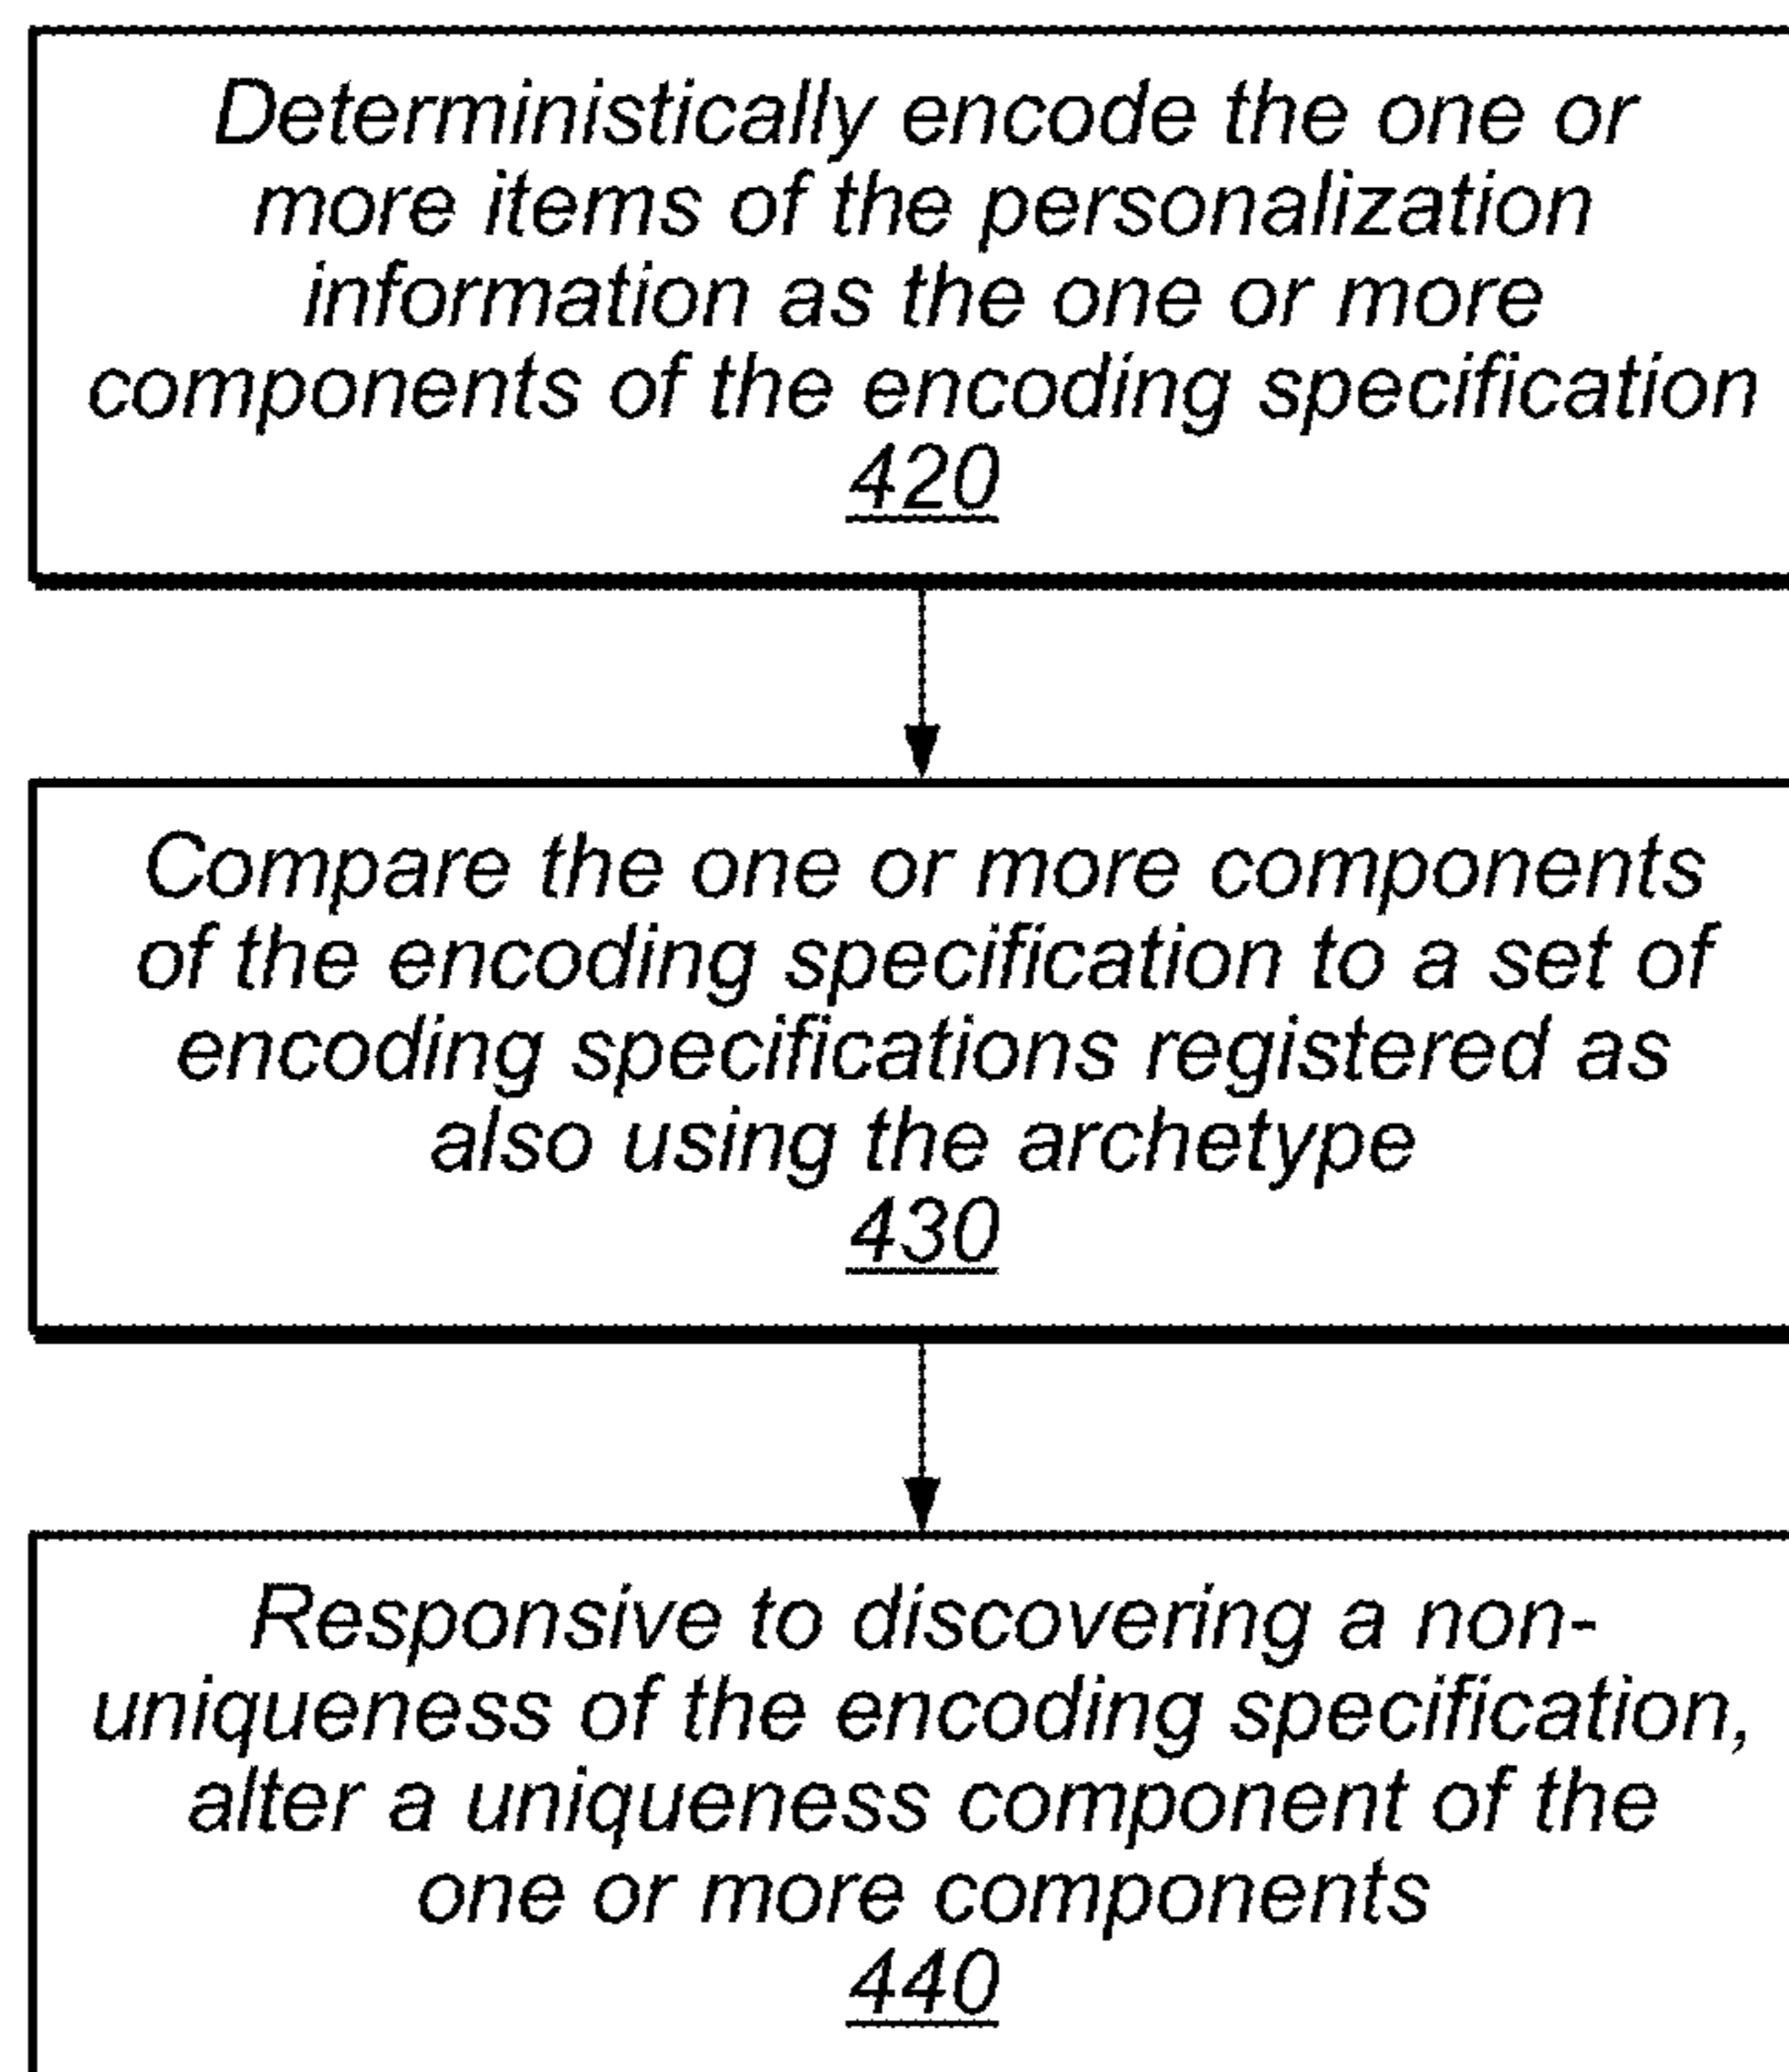 Deterministically encode the one or
more items of the personalization
information as the one or more
components of the encoding specification
420
Compare the one or more components
of the encoding specification to a set of
encoding specifications registered as
also using the archetype
430
Responsive to discovering a non-
uniqueness of the encoding specification,
alter a uniqueness component of the
one or more components
440